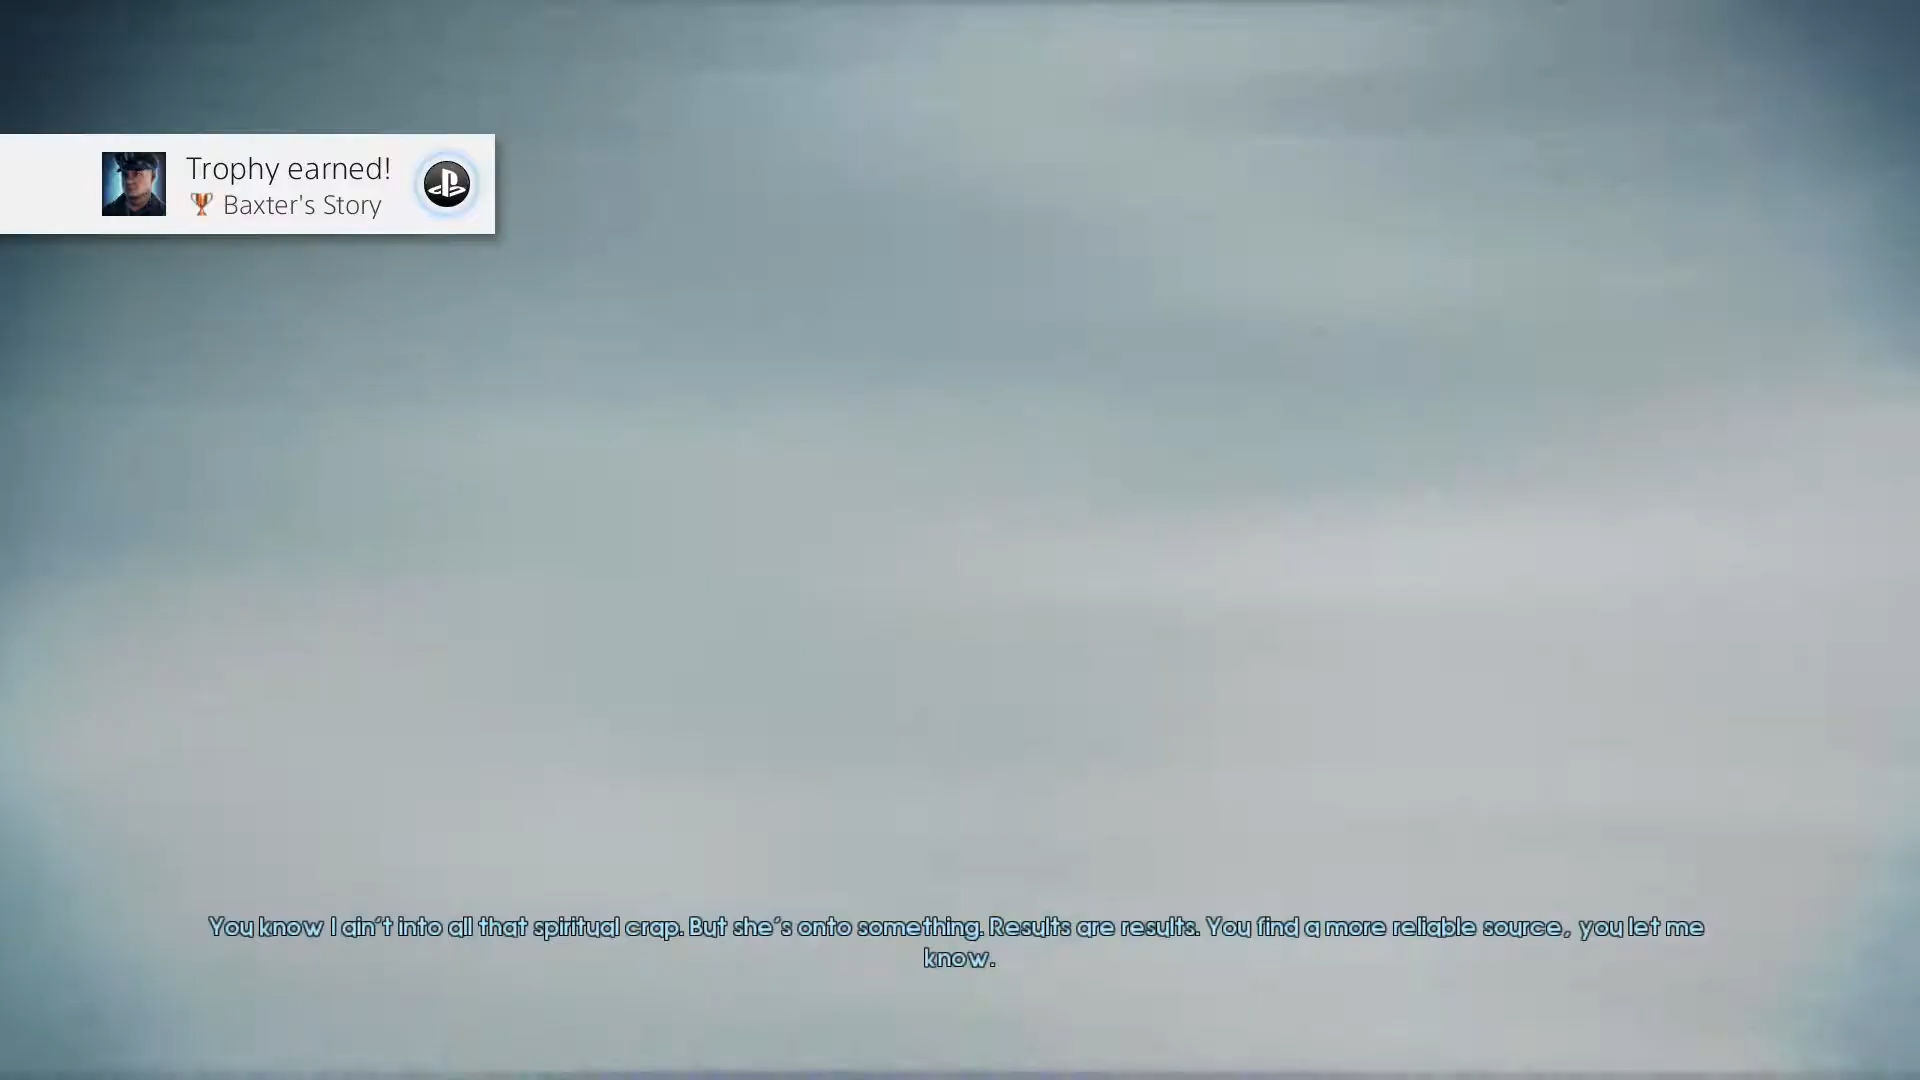 Trophy earned!
Baxter's Story
You know I ain't into all that spiritual crap. But she's onto something. Results are results. You find a more reliable source, you let me
know.